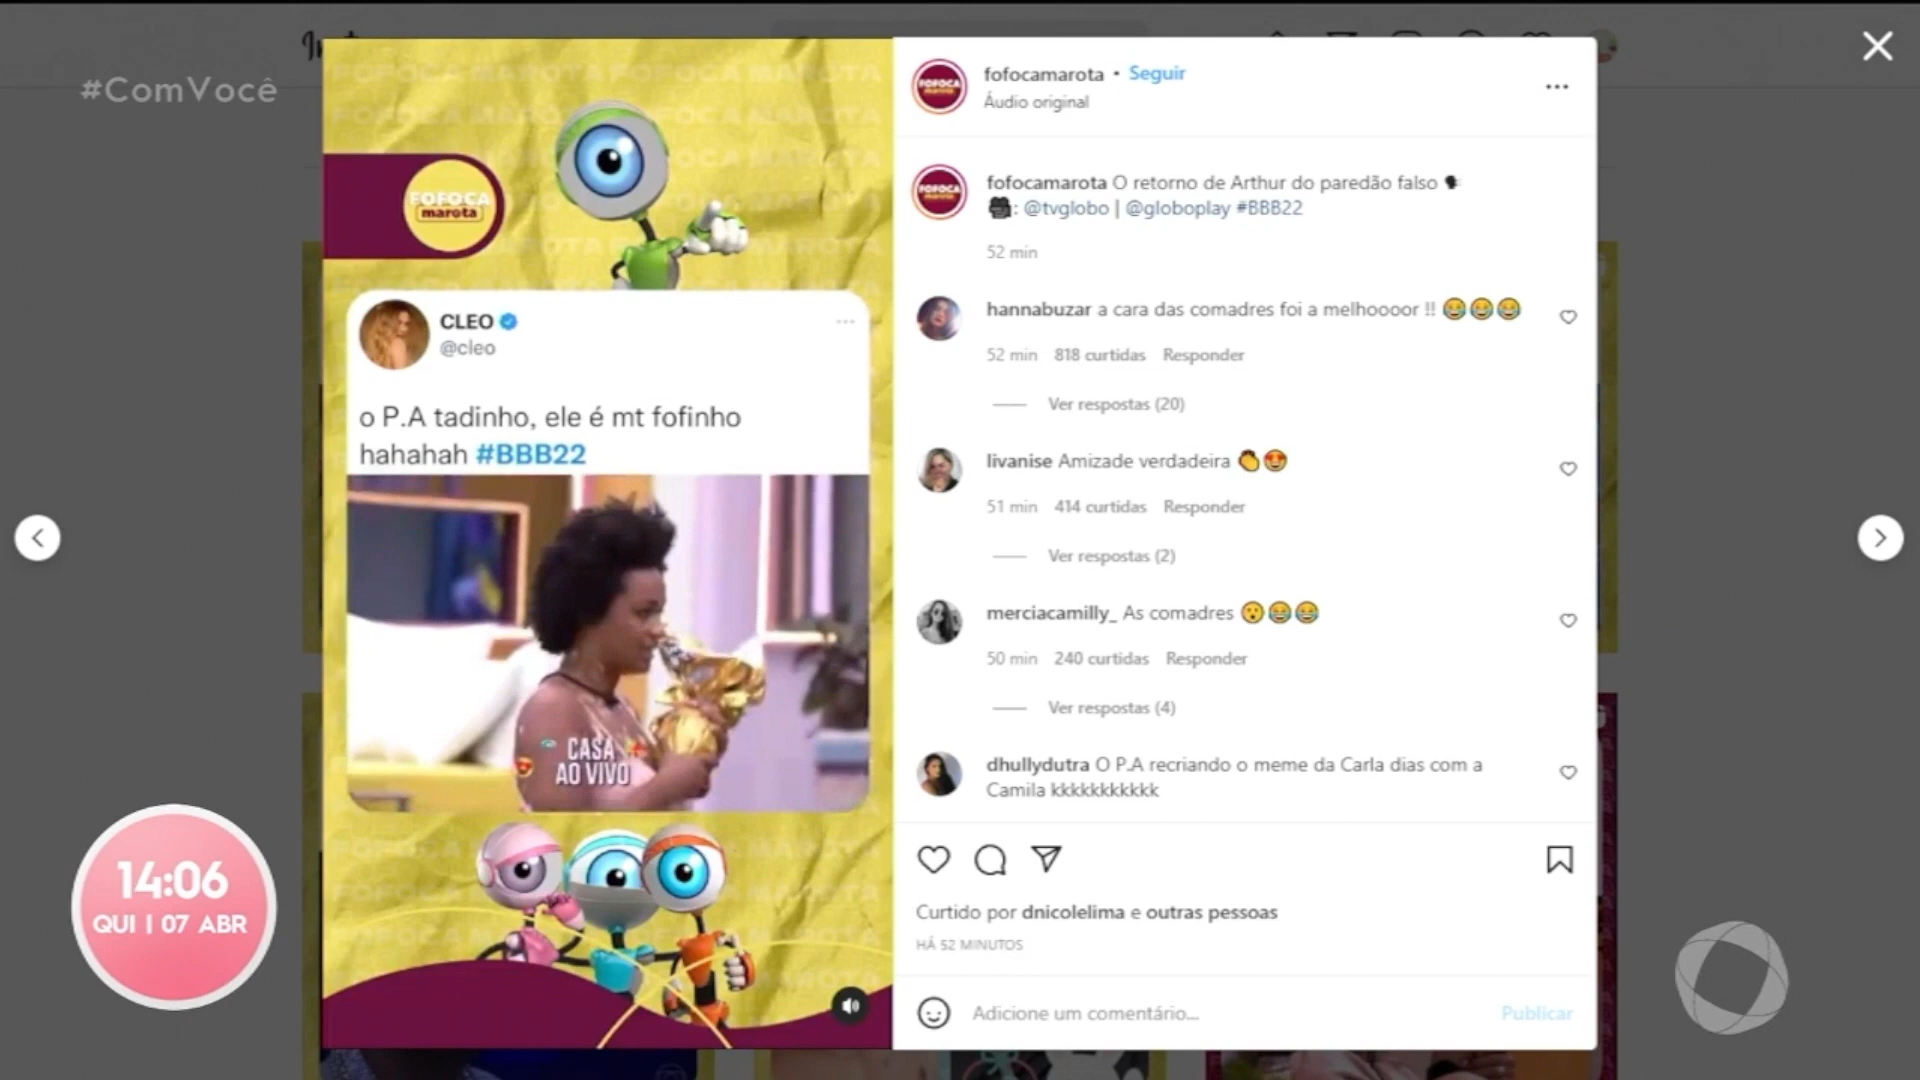 #ComVocê
FOFOCA
marota
CLEO
@cleo
o P.A tadinho, ele é mt fofinho
hahahah #BBB22
CASA
AO VIVO
14:06
QUI | 07 ABR
fofocamarota • Seguir
Áudio original
fofocamarota O retorno de Arthur do paredão falso 🗣
🎥: @tvglobo | @globoplay #BBB22
52 min
hannabuzar a cara das comadres foi a melhoooor !! 😂😂😂
52 min 818 curtidas Responder
Ver respostas (20)
livanise Amizade verdadeira 👏😍
51 min 414 curtidas Responder
Ver respostas (2)
merciacamilly_ As comadres 😮😂😂
50 min 240 curtidas Responder
Ver respostas (4)
dhullydutra O P.A recriando o meme da Carla dias com a
Camila kkkkkkkkkkk
Curtido por dnicolelima e outras pessoas
HÁ 52 MINUTOS
Adicione um comentário...
Publicar